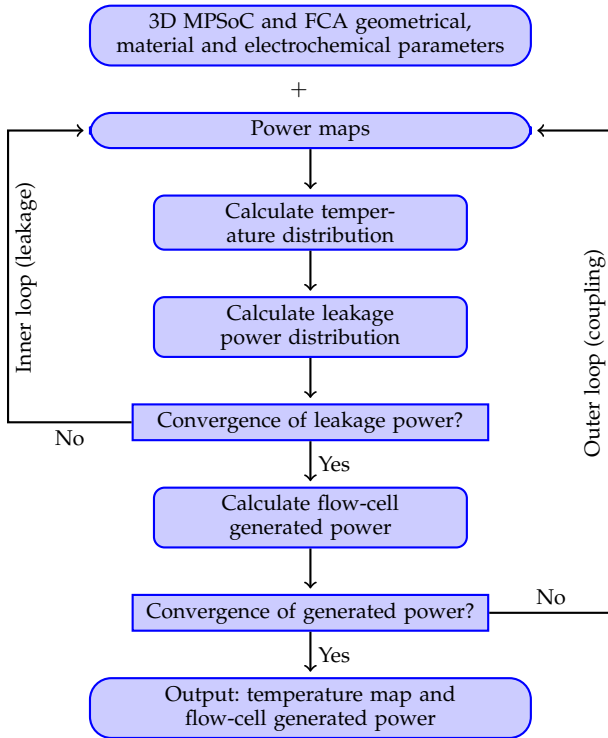 3D MPSoC and FCA geometrical,
material and electrochemical parameters
+
Power maps
Inner loop (leakage)
Calculate temper-
ature distribution
Calculate leakage
power distribution
Outer loop (coupling)
Convergence of leakage power?
No
Yes
Calculate flow-cell
generated power
Convergence of generated power?
No
Yes
Output: temperature map and
flow-cell generated power